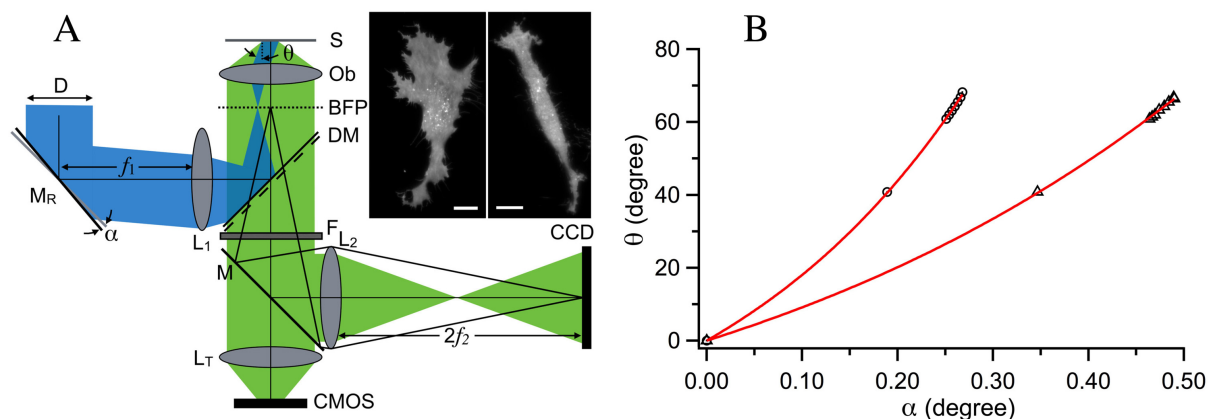 A
D
f1
MR
α
L1
S
θ
Ob
BFP
DM
F
L2
M
2f2
CCD
LT
CMOS
B
θ (degree)
80
60
40
20
0
0.00 0.10 0.20 0.30 0.40 0.50
α (degree)